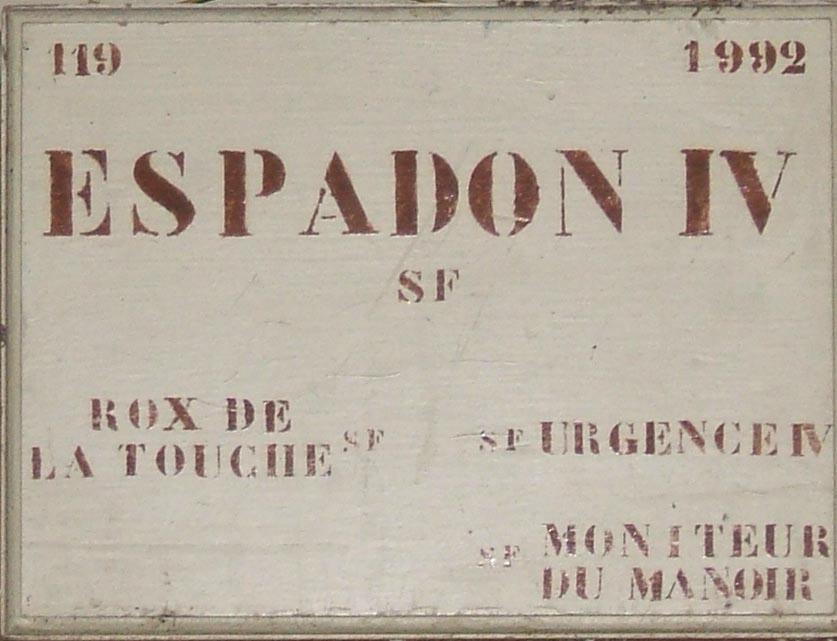 119 1992
ESPADON IV
SF
ROX DE
LA TOUCHE SF SF URGENCE IV
SF MONITEUR
DU MANOIR